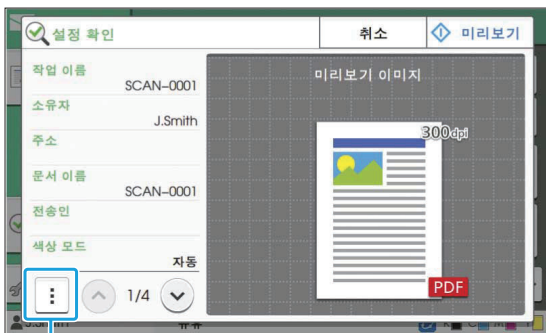 설정 확인
취소
미리보기
작업 이름
SCAN-0001
소유자
J.Smith
주소
문서 이름
SCAN-0001
전송인
색상 모드
자동
1/4
미리보기 이미지
300dpi
PDF